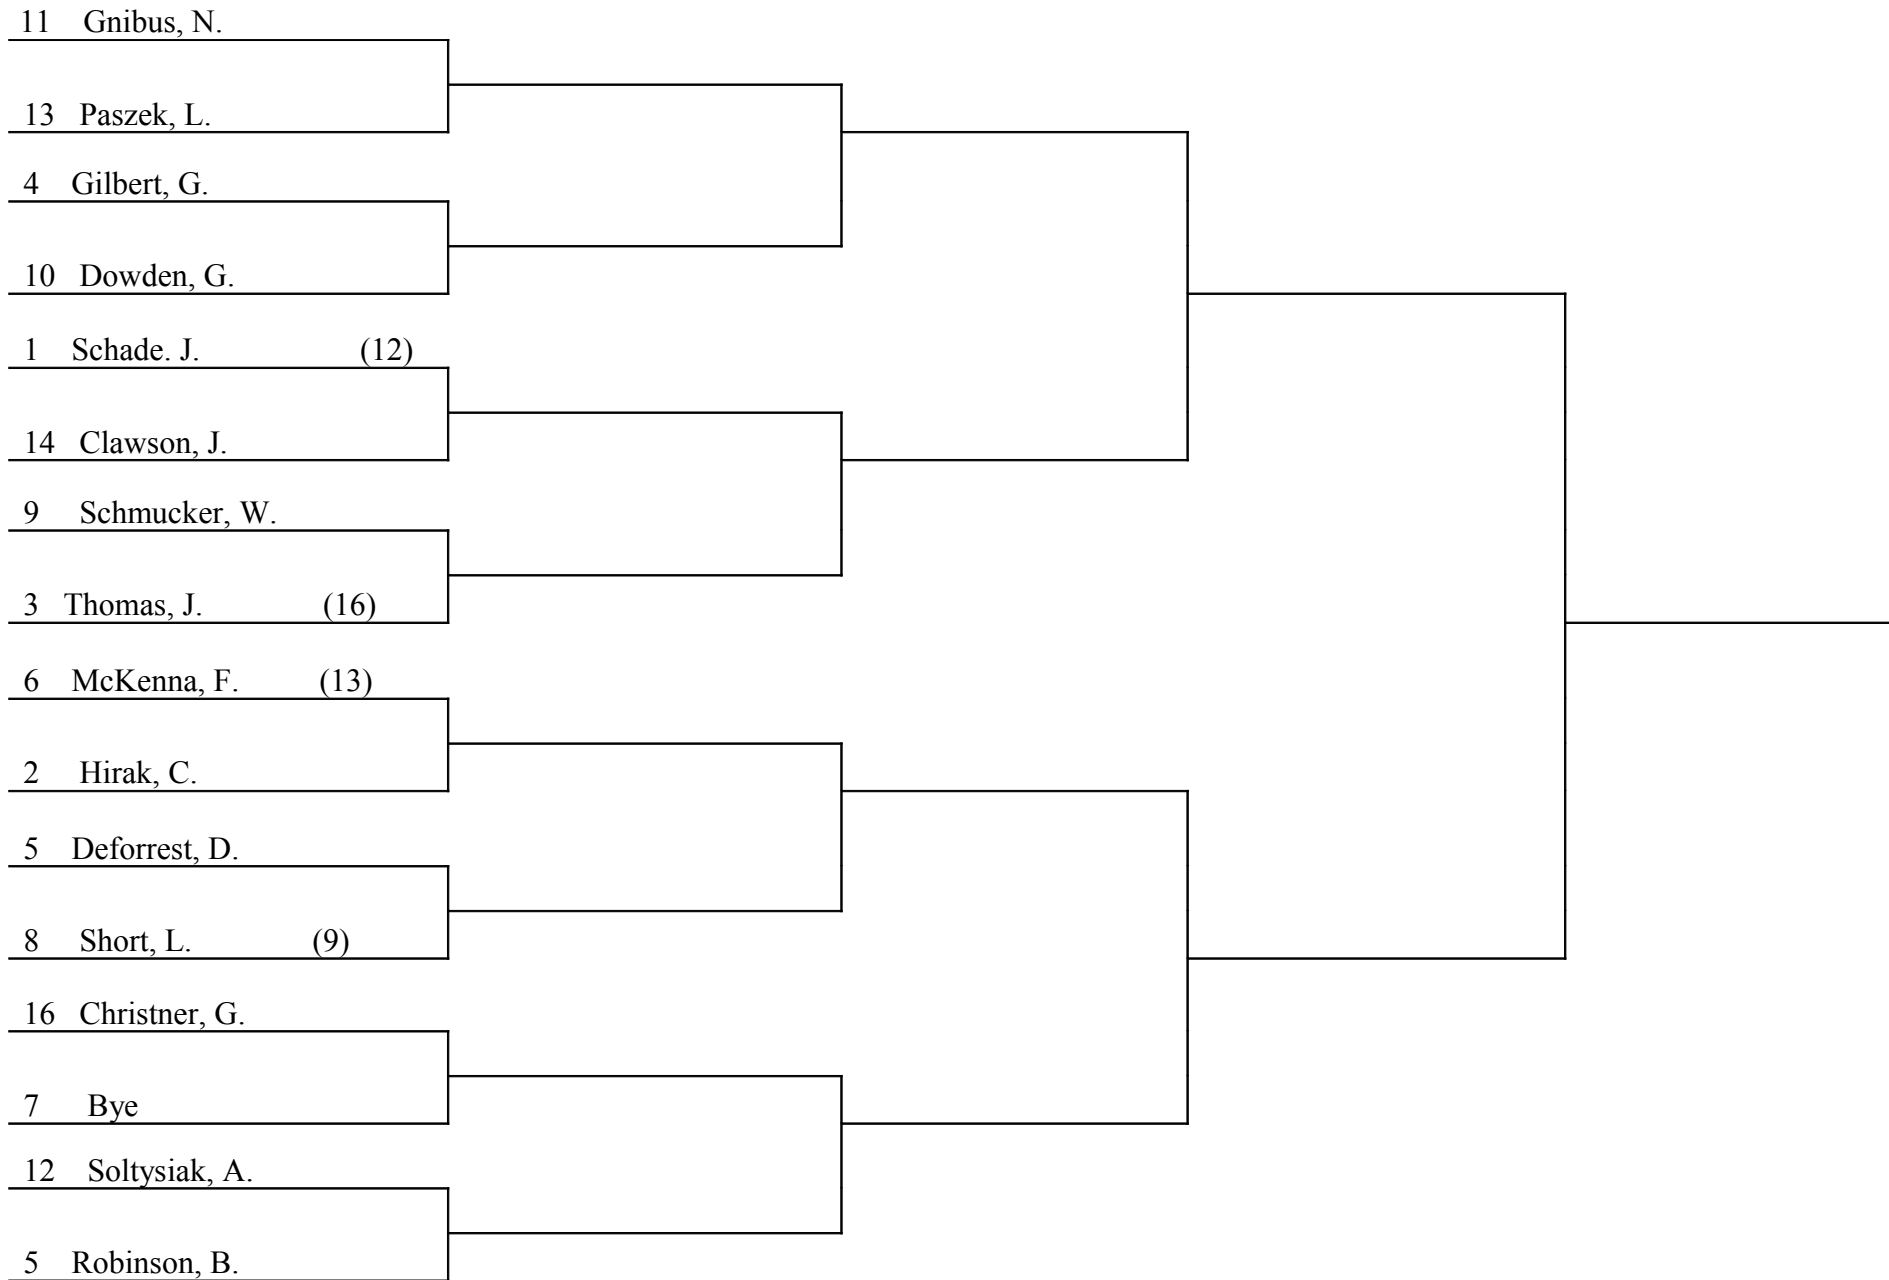 11 Gnibus, N.
13 Paszek, L.
4 Gilbert, G.
10 Dowden, G.
1 Schade. J. (12)
14 Clawson, J.
9 Schmucker, W.
3 Thomas, J. (16)
6 McKenna, F. (13)
2 Hirak, C.
5 Deforrest, D.
8 Short, L. (9)
16 Christner, G.
7 Bye
12 Soltysiak, A.
5 Robinson, B.